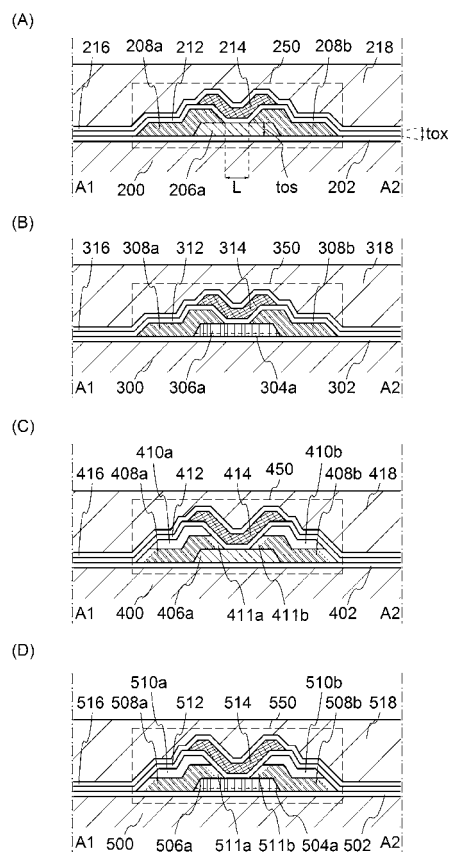 (A)
216 208a 212 214 250 208b 218
tox
A1 200 206a L tos 202 A2
(B)
316 308a 312 314 350 308b 318
A1 300 306a 304a 302 A2
(C)
410a 450 410b
416 408a 412 414 408b 418
A1 400 406a 411a 411b 402 A2
(D)
510a 510b
516 508a 512 514 550 508b 518
A1 500 506a 511a 511b 504a 502 A2